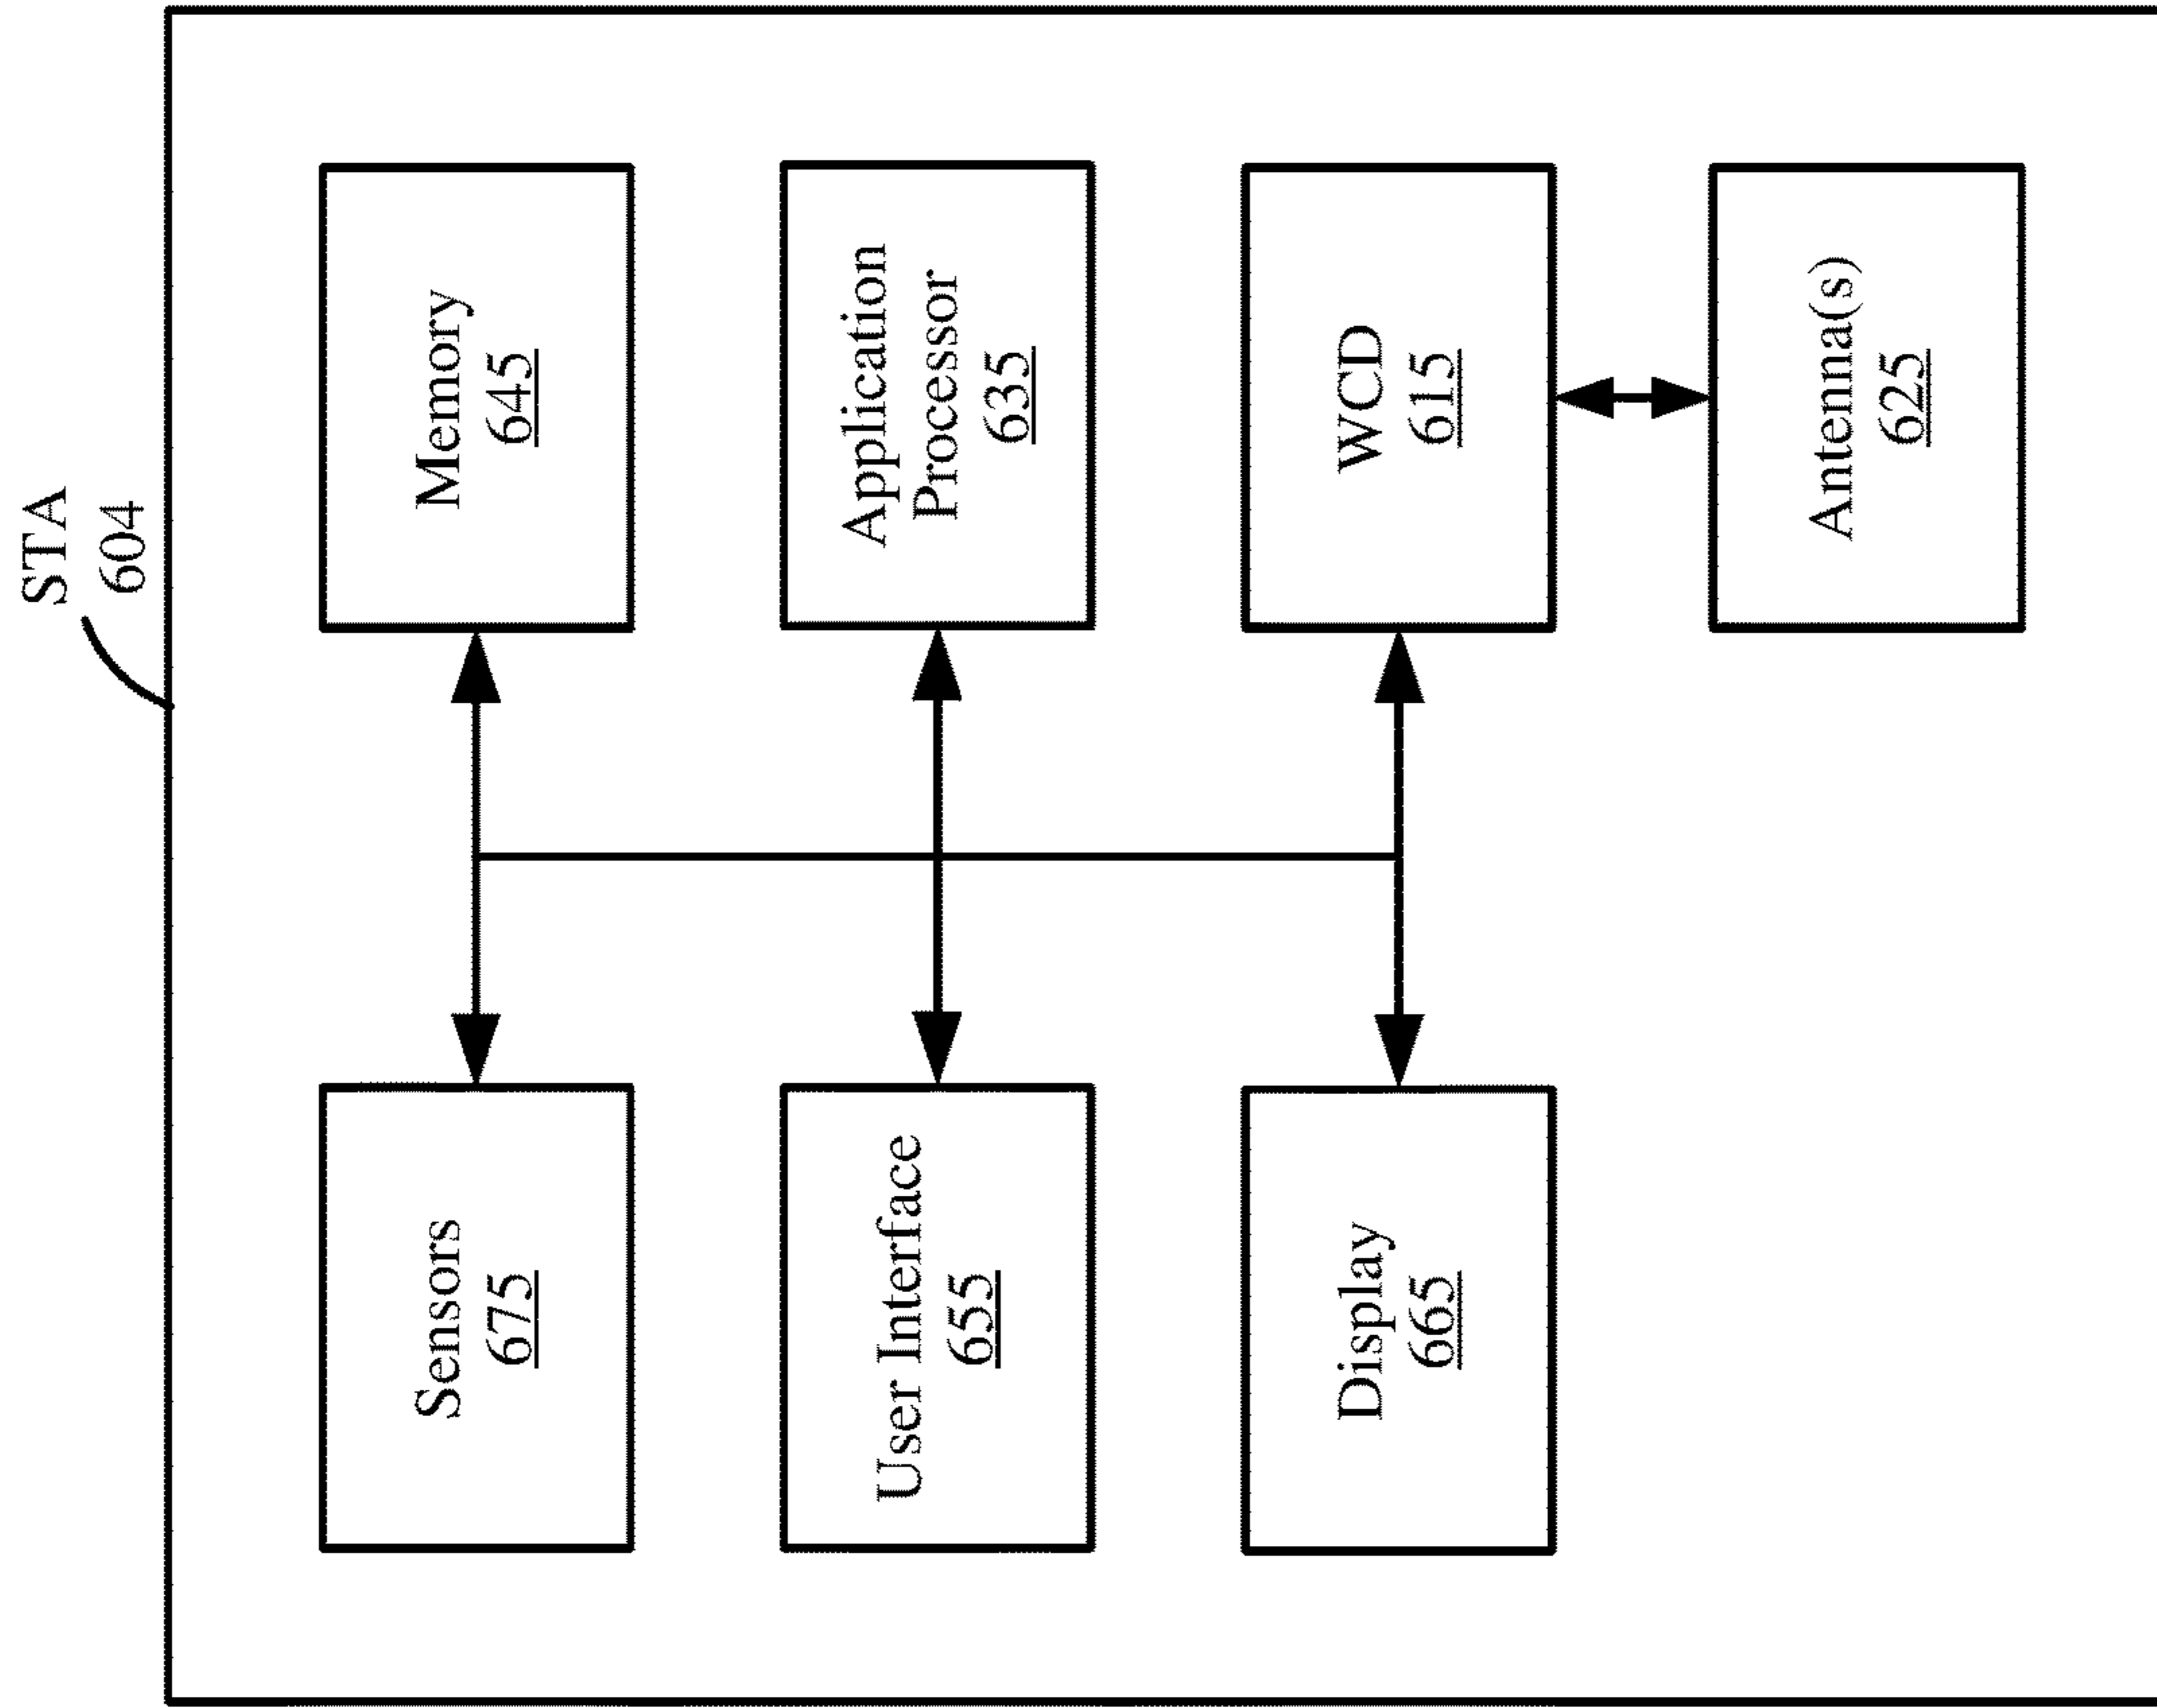 STA
604
Sensors
675
Memory
645
User Interface
655
Application
Processor
635
Display
665
WCD
615
Antenna(s)
625